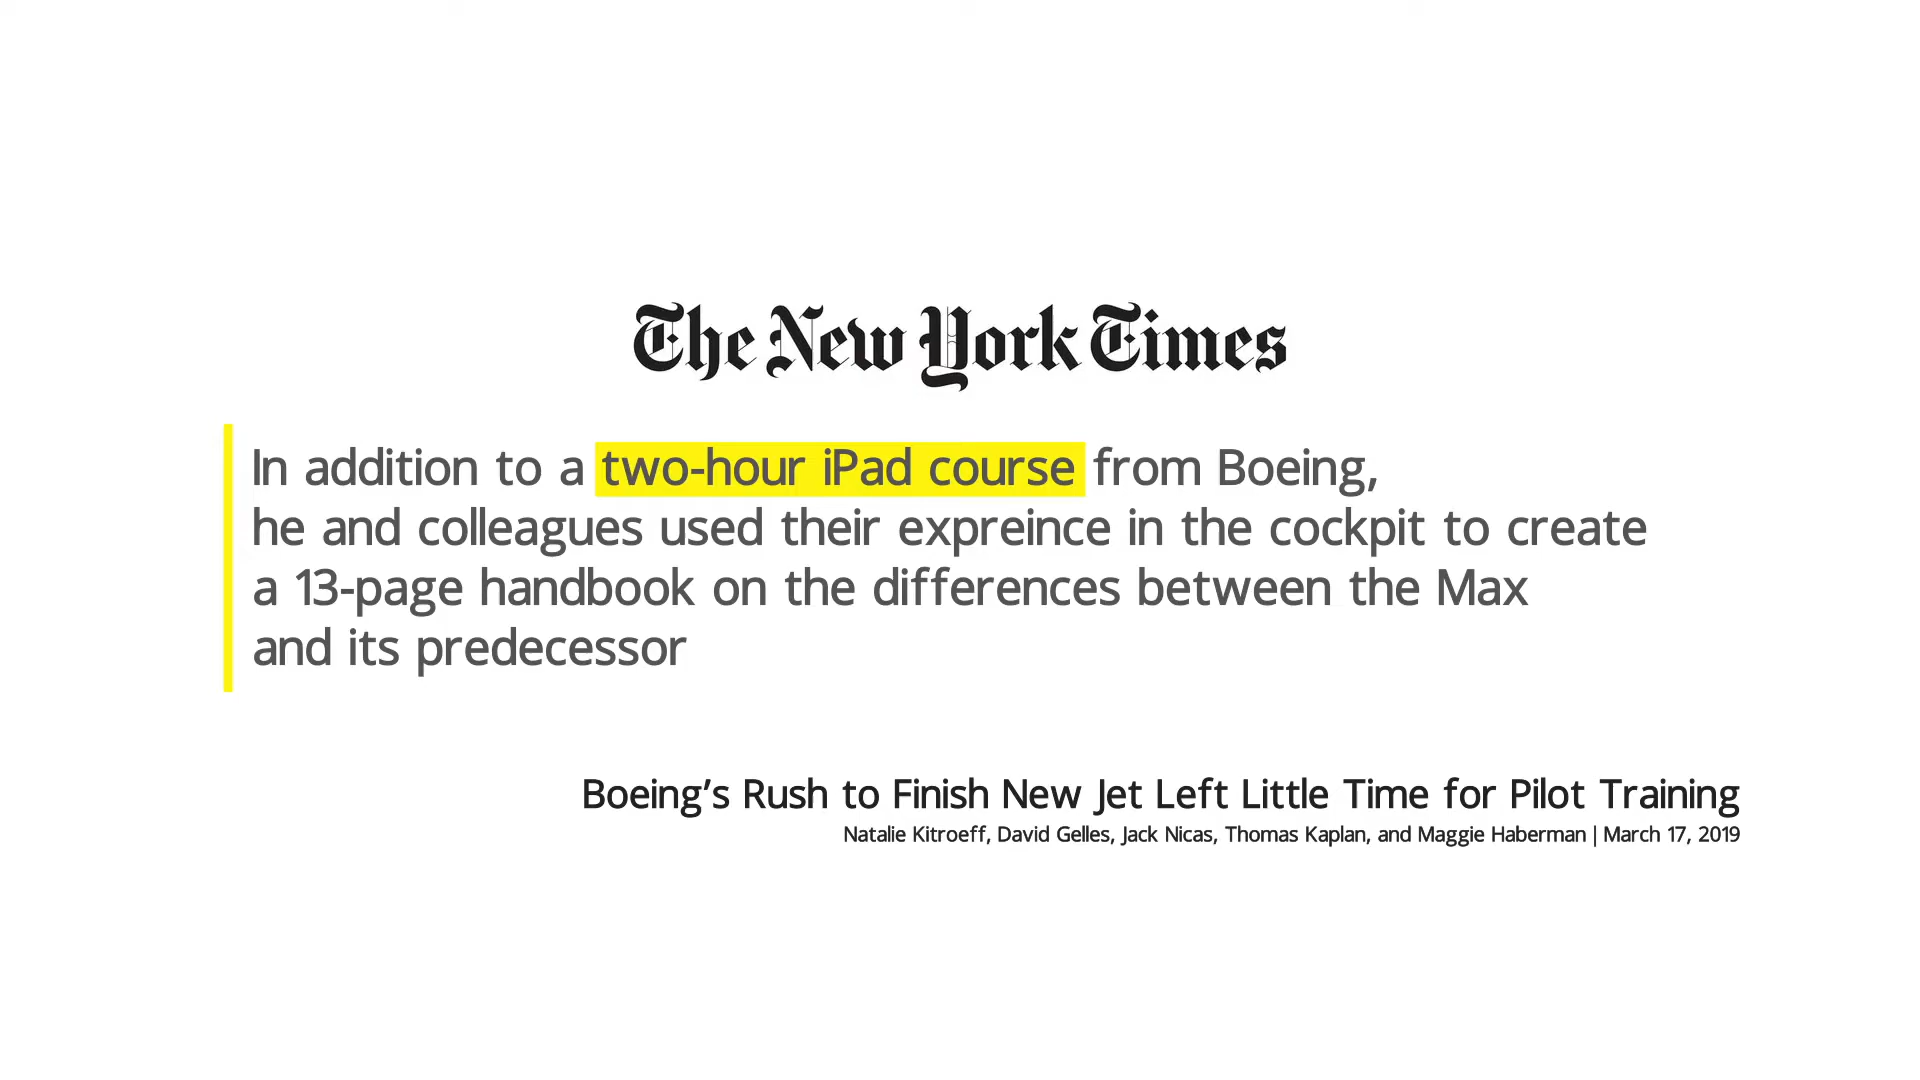 The New York Times
In addition to a two-hour iPad course from Boeing,
he and colleagues used their expreince in the cockpit to create
a 13-page handbook on the differences between the Max
and its predecessor
Boeing’s Rush to Finish New Jet Left Little Time for Pilot Training
Natalie Kitroeff, David Gelles, Jack Nicas, Thomas Kaplan, and Maggie Haberman | March 17, 2019